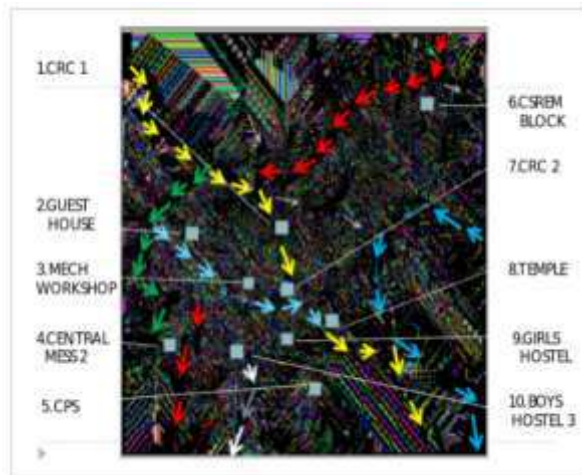 1.CRC 1
2.GUEST
HOUSE
3.MECH
WORKSHOP
4.CENTRAL
MESS 2
5.CPS
6.CSREM
BLOCK
7.CRC 2
8.TEMPLE
9.GIRLS
HOSTEL
10.BOYS
HOSTEL 3